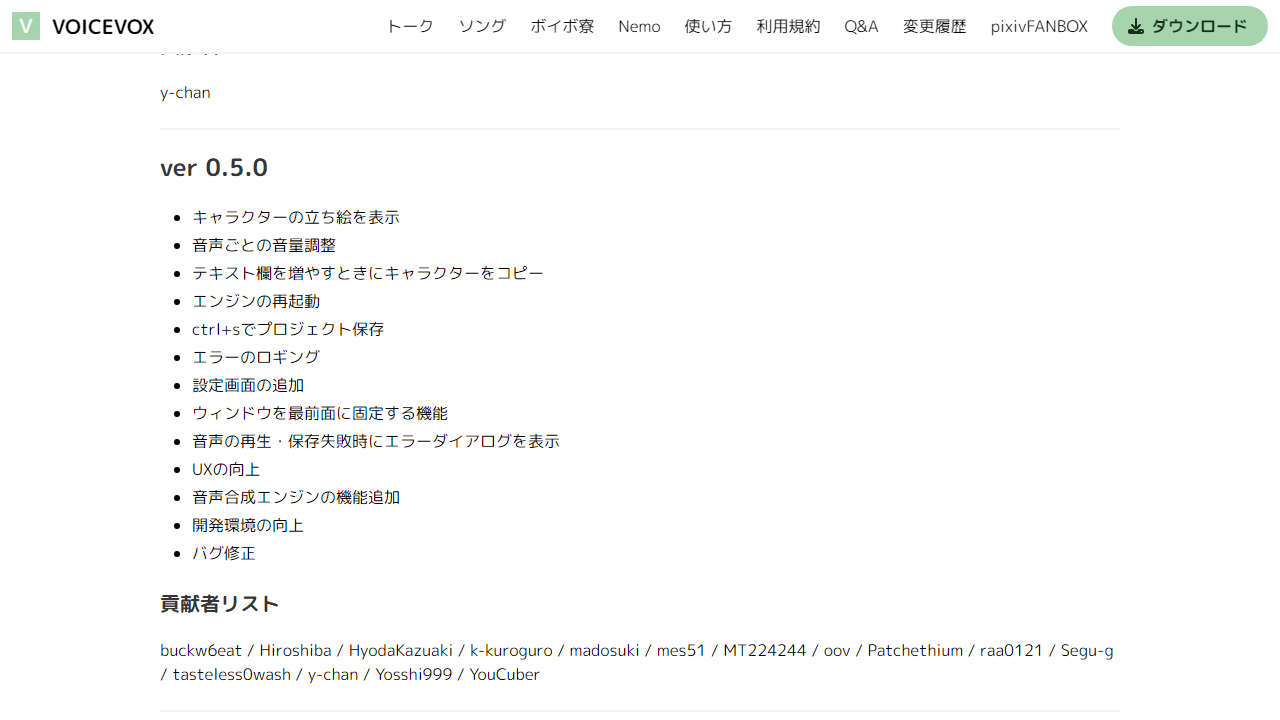 V VOICEVOX トーク ソング ボイボ寮 Nemo 使い方 利用規約 Q&A 変更履歴 pixivFANBOX ダウンロード
y-chan
ver 0.5.0
キャラクターの立ち絵を表示
音声ごとの音量調整
テキスト欄を増やすときにキャラクターをコピー
エンジンの再起動
ctrl+sでプロジェクト保存
エラーのロギング
設定画面の追加
ウィンドウを最前面に固定する機能
音声の再生・保存失敗時にエラーダイアログを表示
UXの向上
音声合成エンジンの機能追加
開発環境の向上
バグ修正
貢献者リスト
buckw6eat / Hiroshiba / HyodaKazuaki / k-kuroguro / madosuki / mes51 / MT224244 / oov / Patchethium / raa0121 / Segu-g
/ tasteless0wash / y-chan / Yosshi999 / YouCuber